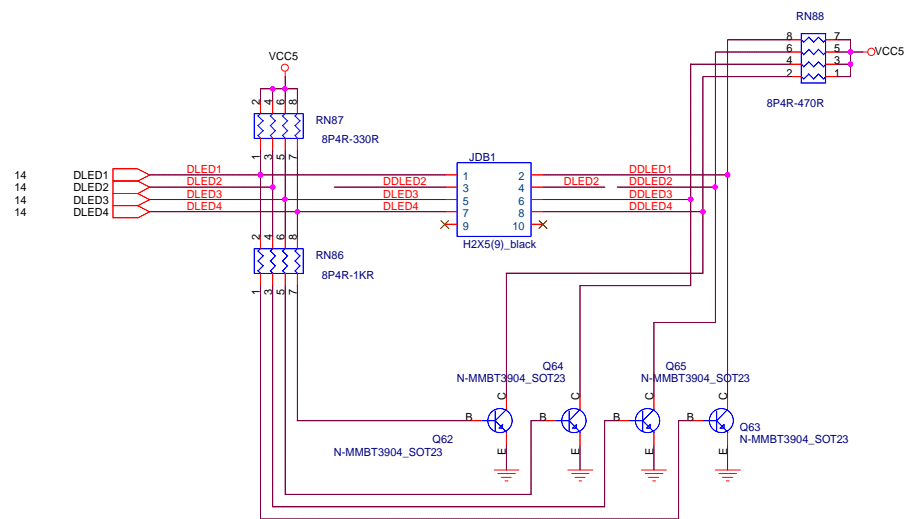 RN88
8 7
6 5
4 3
2 1
VCC5
8P4R-470R
VCC5
2 4 6 8
RN87
8P4R-330R
1 3 5 7
14 DLED1 DLED1
14 DLED2 DLED2
14 DLED3 DLED3
14 DLED4 DLED4
JDB1
1 2
3 4
5 6
7 8
9 10
H2X5(9)_black
DDLED2
DLED3
DLED4
DDLED1
DLED2 DDLED2
DDLED3
DDLED4
2 4 6 8
RN86
8P4R-1KR
1 3 5 7
Q64
N-MMBT3904_SOT23
Q65
N-MMBT3904_SOT23
C C C C
B B B B
E E E E
Q62
N-MMBT3904_SOT23
Q63
N-MMBT3904_SOT23